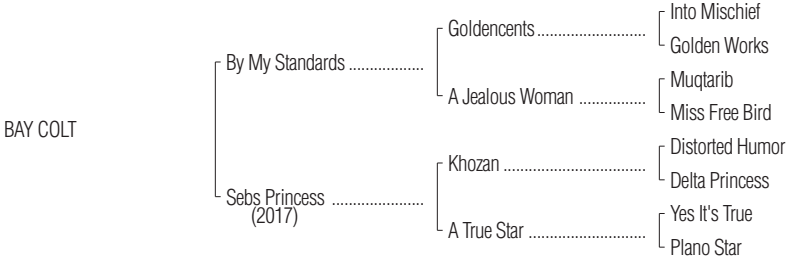 Into Mischief
Goldencents ..........................
Golden Works
By My Standards ..................
Muqtarib
A Jealous Woman ................
Miss Free Bird
BAY COLT
Distorted Humor
Khozan ..................................
Delta Princess
Sebs Princess ......................
(2017)
Yes It's True
A True Star ............................
Plano Star